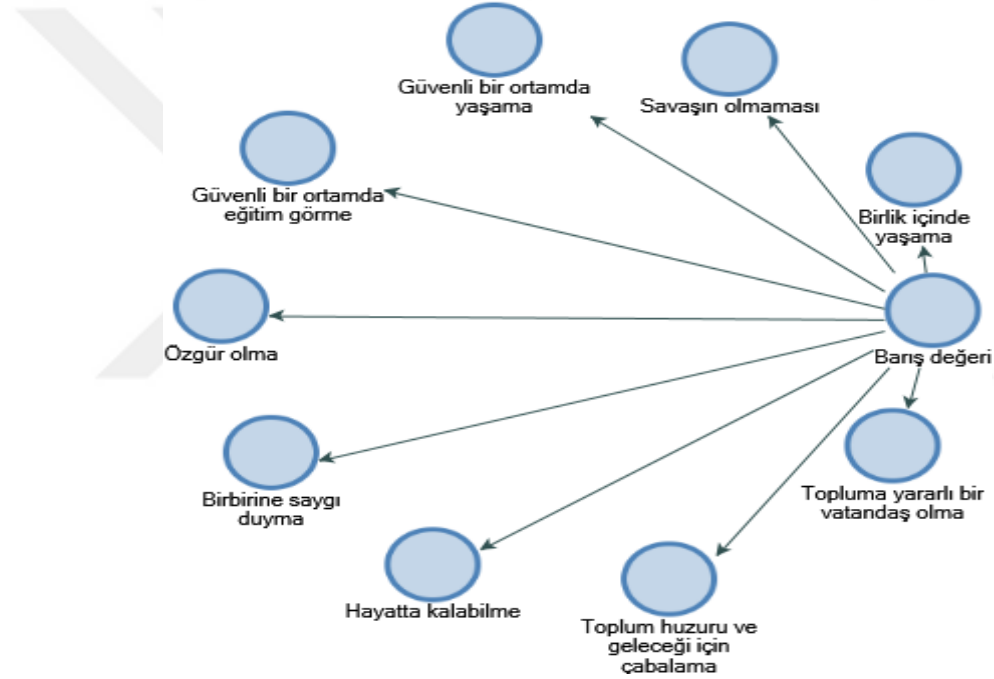 Güvenli bir ortamda
yaşama
Savaşın olmaması
Birlik içinde
yaşama
Güvenli bir ortamda
eğitim görme
Özgür olma
Barış değeri
Birbirine saygı
duyma
Topluma yararlı bir
vatandaş olma
Hayatta kalabilme
Toplum huzuru ve
geleceği için
çabalama